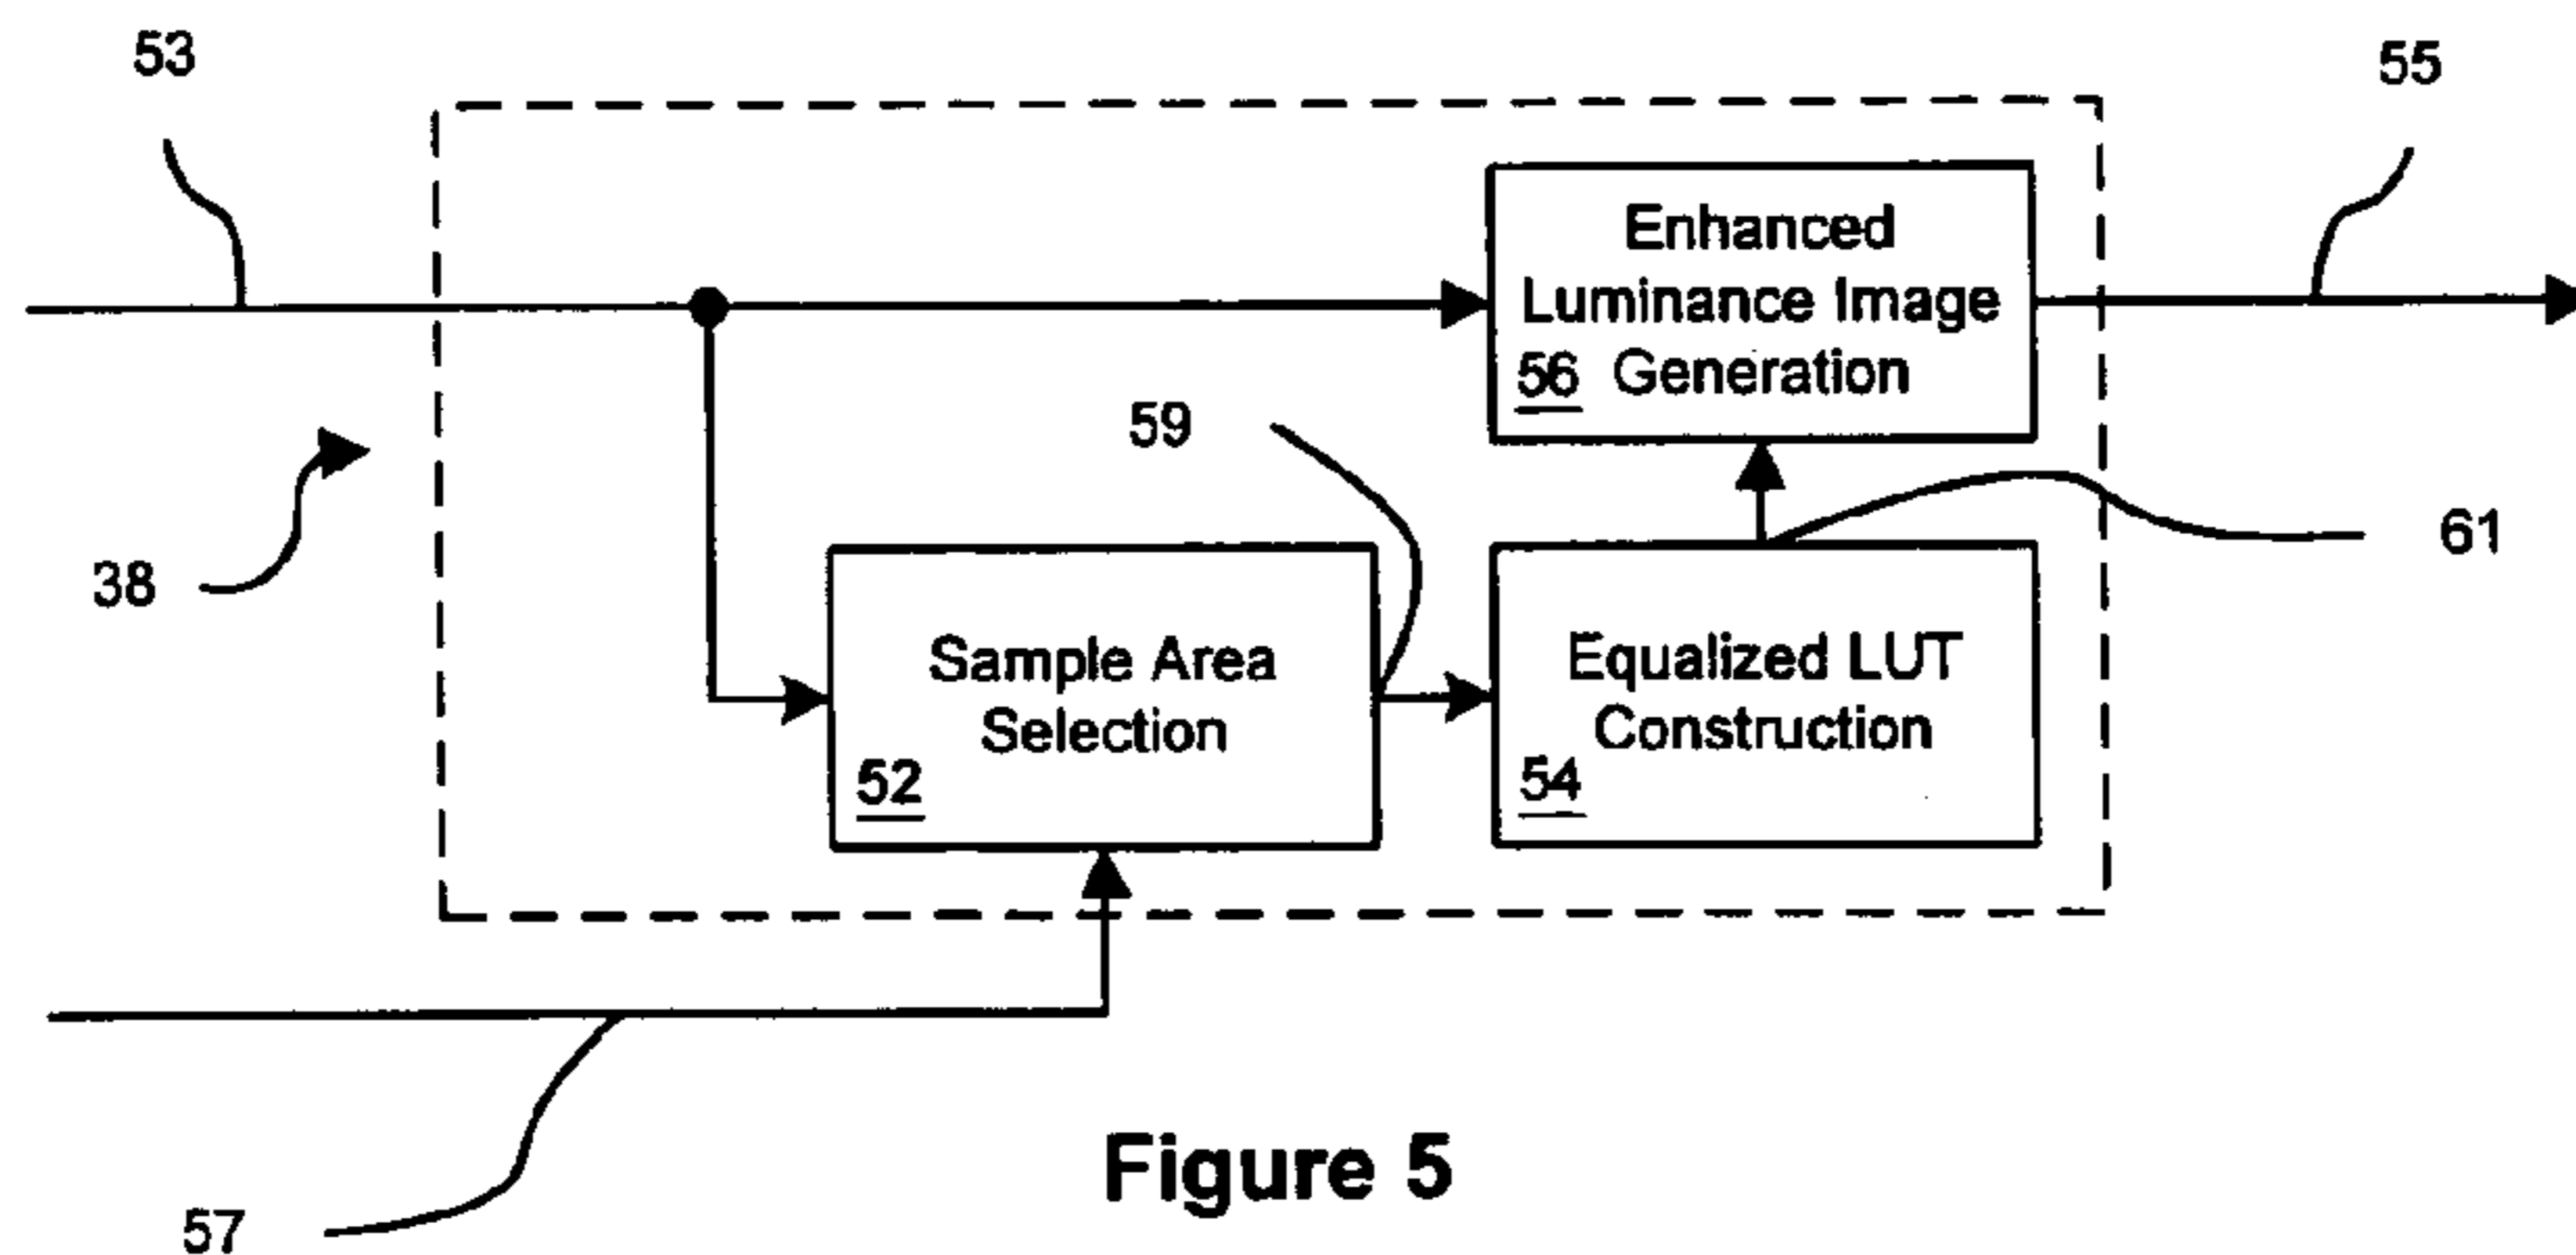 53
55
Enhanced
Luminance Image
56 Generation
59
38
61
Sample Area
Selection
52
Equalized LUT
Construction
54
Figure 5
57